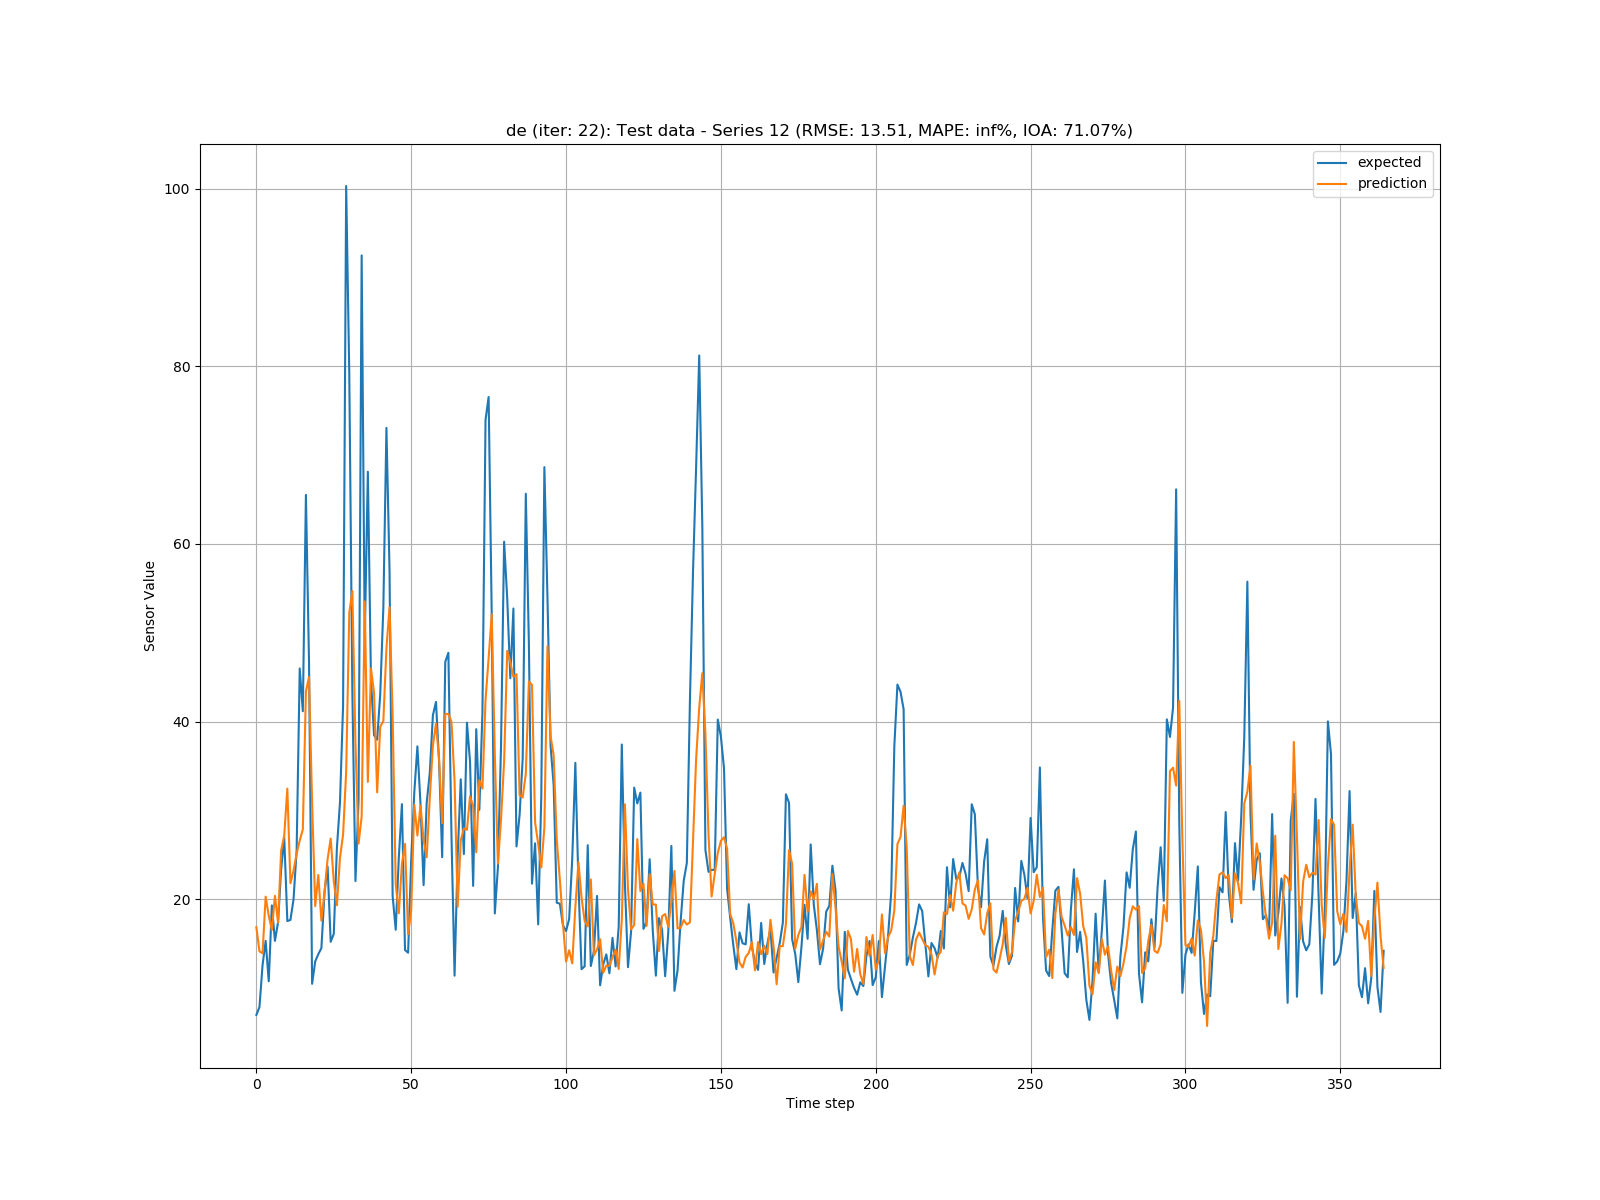 de (iter: 22): Test data - Series 12 (RMSE: 13.51, MAPE: inf%, IOA: 71.07%)
expected
prediction
100
80
60
40
20
Sensor Value
0 50 100 150 200 250 300 350
Time step